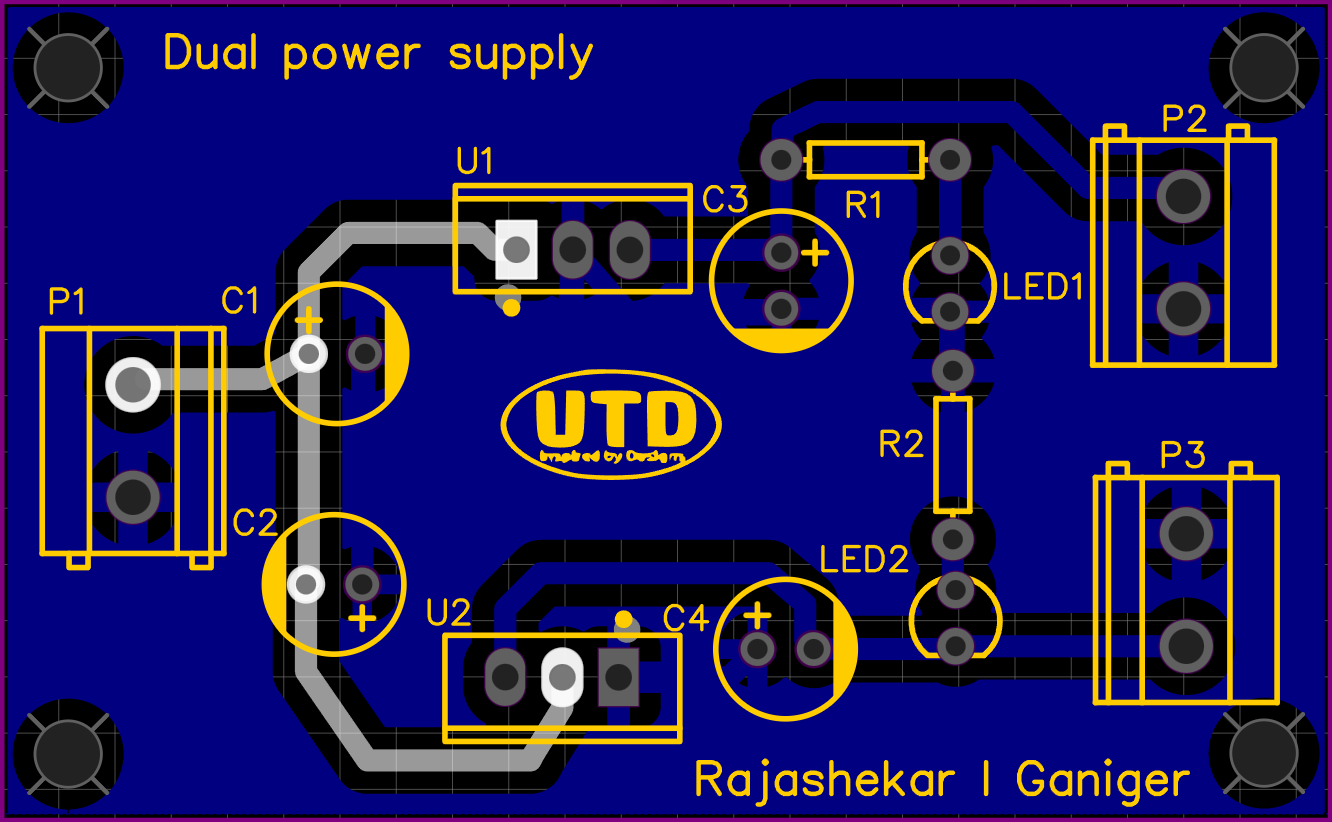 Dual power supply
P2
U1
C3
R1
LED1
P1
C1
UTD
Inspired by Design
R2
P3
C2
LED2
U2
C4
Rajashekar I Ganiger